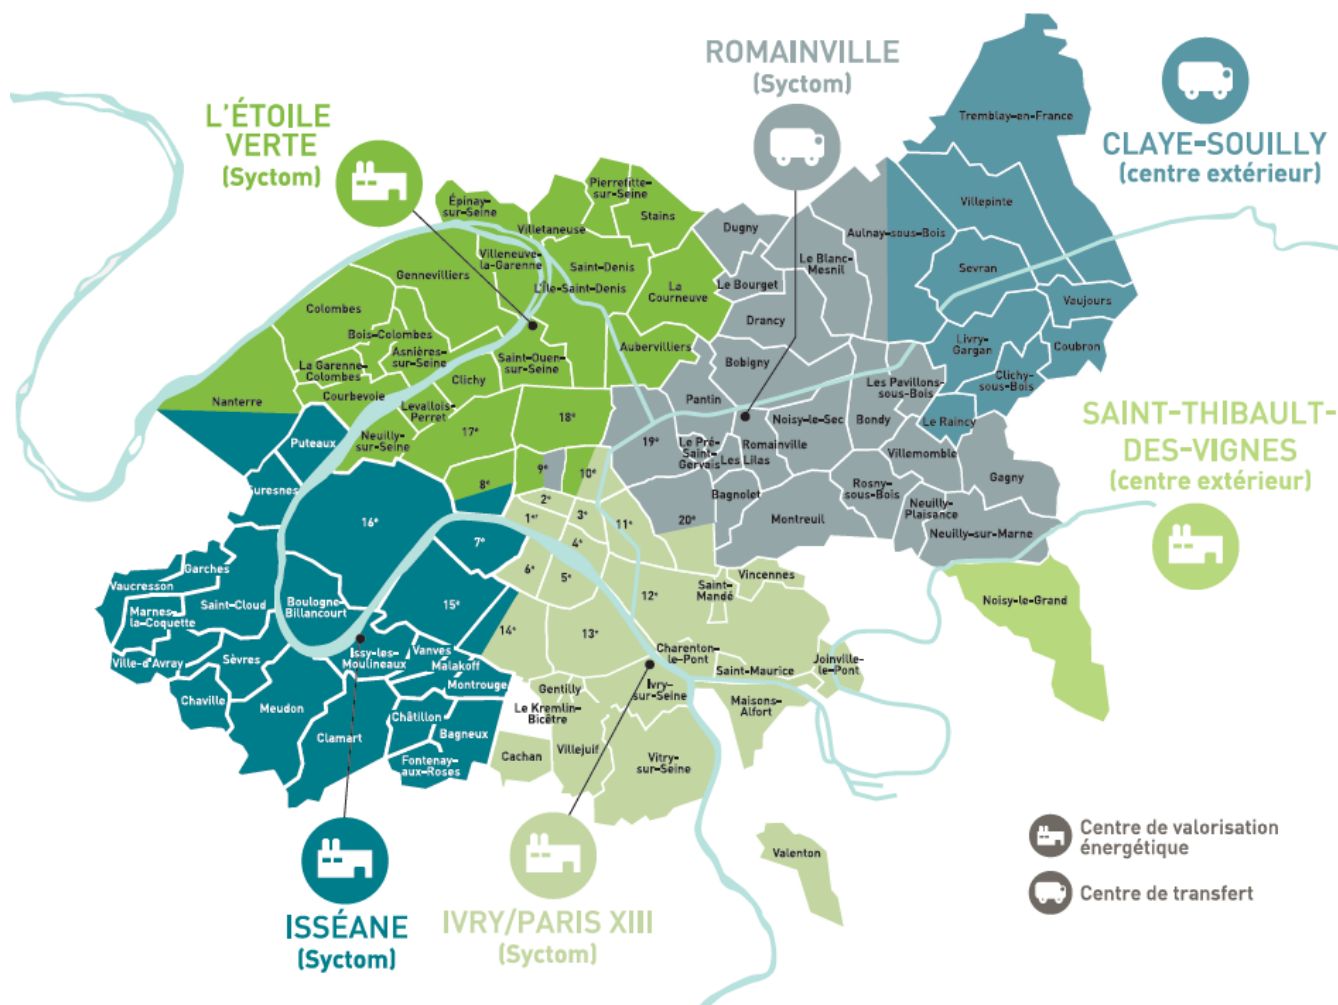 ROMAINVILLE
(Syctom)
L'ÉTOILE
VERTE
(Syctom)
CLAYE-SOUILLY
(centre extérieur)
Tremblay-en-France
Villepinte
Aulnay-sous-Bois
Sevran
Vaujours
Livry-
Gargan
Coubron
Clichy-
sous-Bois
Le Raincy
Épinay-
sur-Seine
Pierrefitte-
sur-Seine
Villetaneuse
Stains
Villeneuve-
la-Garenne
Saint-Denis
L'Île-Saint-Denis
La
Courneuve
Gennevilliers
Colombes
Bois-Colombes
Asnières-
sur-Seine
La Garenne-
Colombes
Courbevoie
Clichy
Saint-Ouen-
sur-Seine
Aubervilliers
Levallois-
Perret
Nanterre
Neuilly-
sur-Seine
17e
18e
8e
9e
10e
Dugny
Le Blanc-
Mesnil
Le Bourget
Drancy
Bobigny
Pantin
Les Pavillons-
sous-Bois
Noisy-le-Sec
Bondy
19e
Le Pré-
Saint-
Gervais
Romainville
Les Lilas
Villemomble
Gagny
Bagnolet
Rosny-
sous-Bois
Neuilly-
Plaisance
Montreuil
Neuilly-sur-Marne
20e
SAINT-THIBAULT-
DES-VIGNES
(centre extérieur)
Noisy-le-Grand
Puteaux
Suresnes
16e
7e
15e
Garches
Vaucresson
Marnes-
la-Coquette
Saint-Cloud
Boulogne-
Billancourt
Ville-d'Avray
Sèvres
Issy-les-
Moulineaux
Vanves
Malakoff
Montrouge
Chaville
Meudon
Clamart
Châtillon
Bagneux
Fontenay-
aux-Roses
1er
2e
3e
4e
5e
6e
11e
12e
13e
14e
Saint-
Mandé
Vincennes
Charenton-
le-Pont
Saint-Maurice
Joinville-
le-Pont
Maisons-
Alfort
Gentilly
Le Kremlin-
Bicêtre
Ivry-
sur-Seine
Cachan
Villejuif
Vitry-
sur-Seine
Valenton
ISSÉANE
(Syctom)
IVRY/PARIS XIII
(Syctom)
Centre de valorisation
énergétique
Centre de transfert